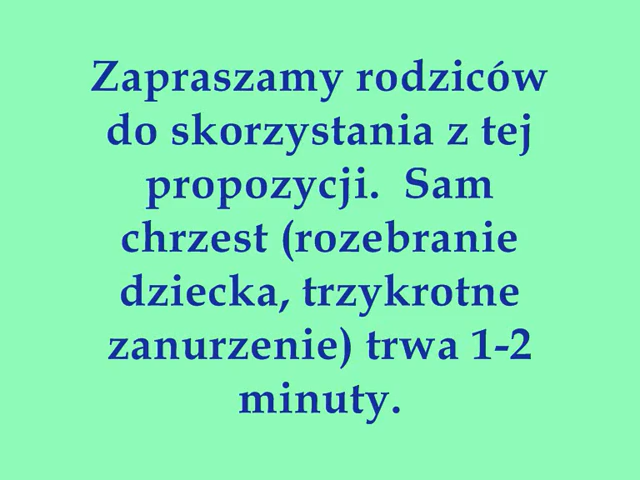 Zapraszamy rodziców
do skorzystania z tej
propozycji.  Sam
chrzest (rozebranie
dziecka, trzykrotne
zanurzenie) trwa 1-2
minuty.